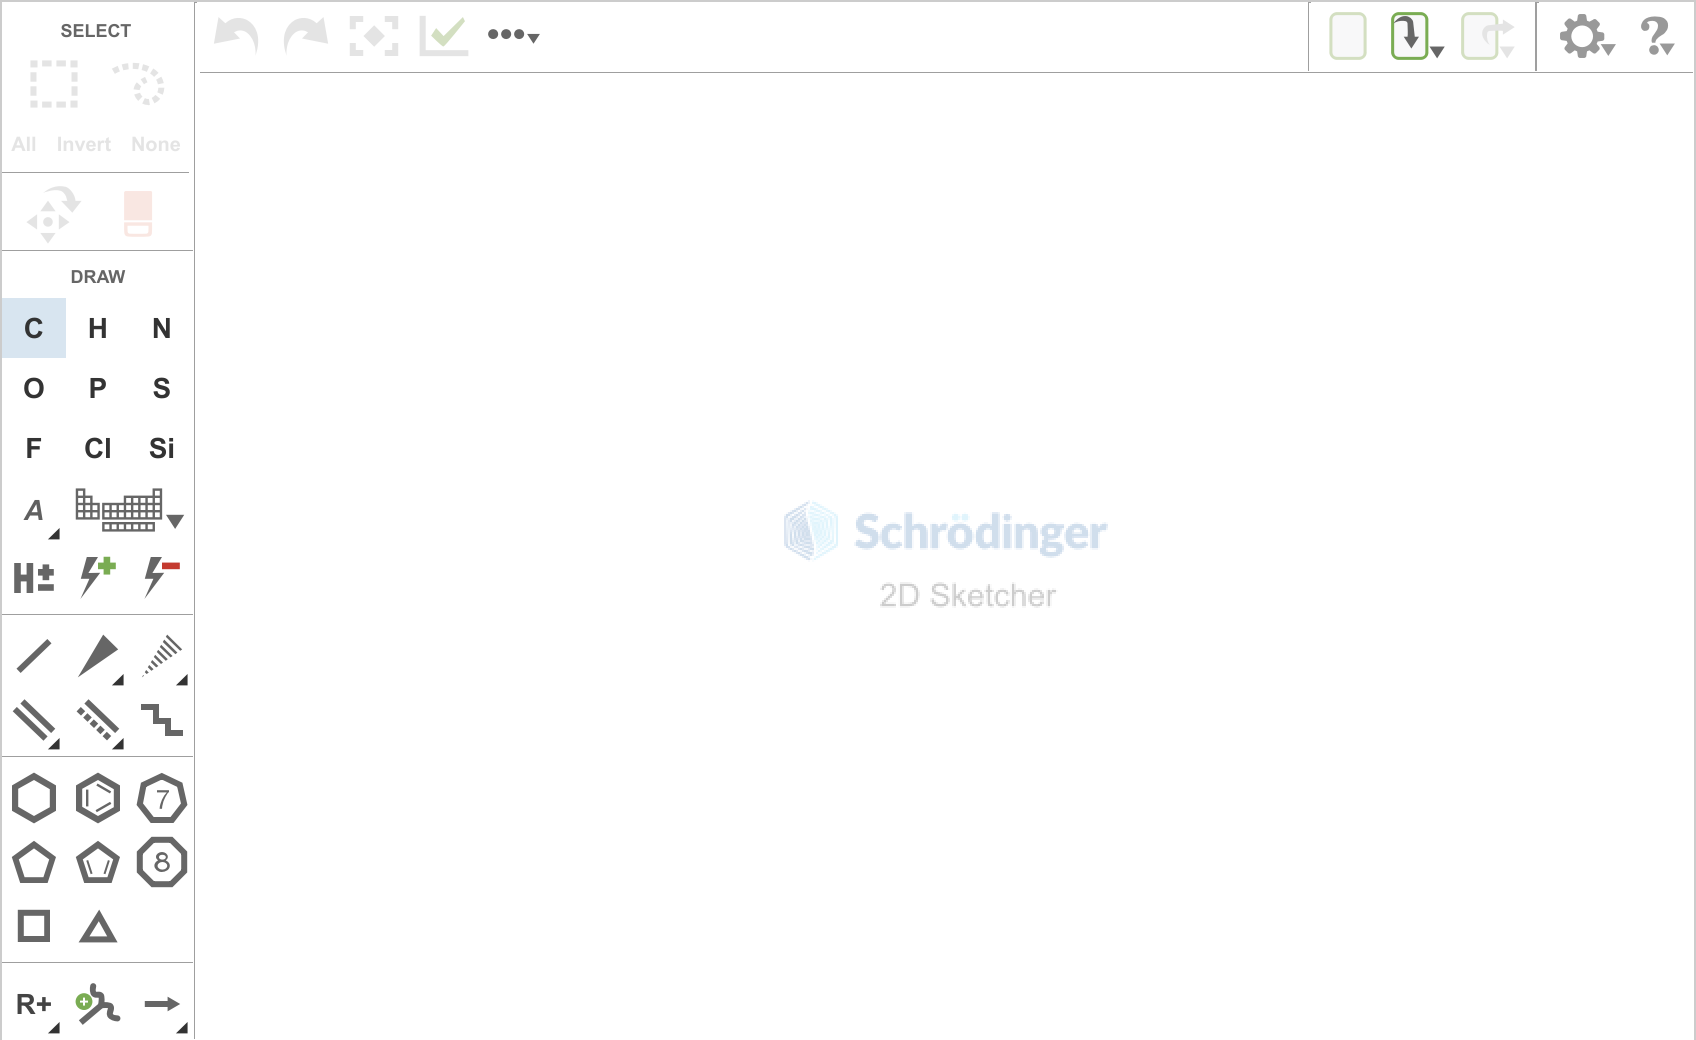 SELECT
All Invert None
DRAW
C H N
O P S
F Cl Si
A
H±
7
8
R+
?
Schrödinger
2D Sketcher